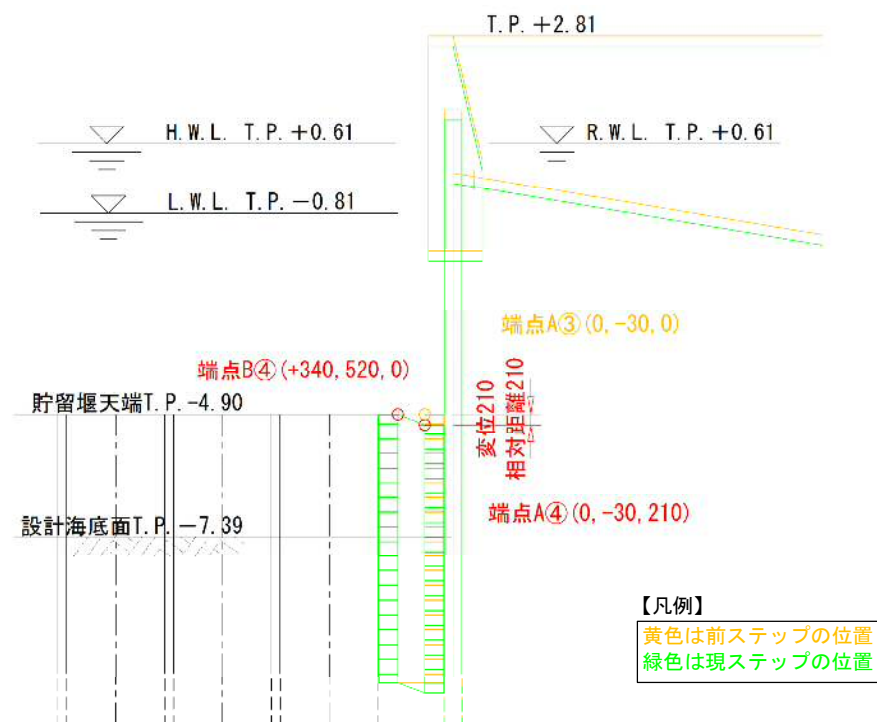 T.P.+2.81
H.W.L. T.P.+0.61
R.W.L. T.P.+0.61
L.W.L. T.P.−0.81
端点A③(0,-30,0)
端点B④(+340,520,0)
変位210
相対距離210
貯留堰天端T.P.-4.90
端点A④(0,-30,210)
設計海底面T.P.−7.39
【凡例】
黄色は前ステップの位置
緑色は現ステップの位置